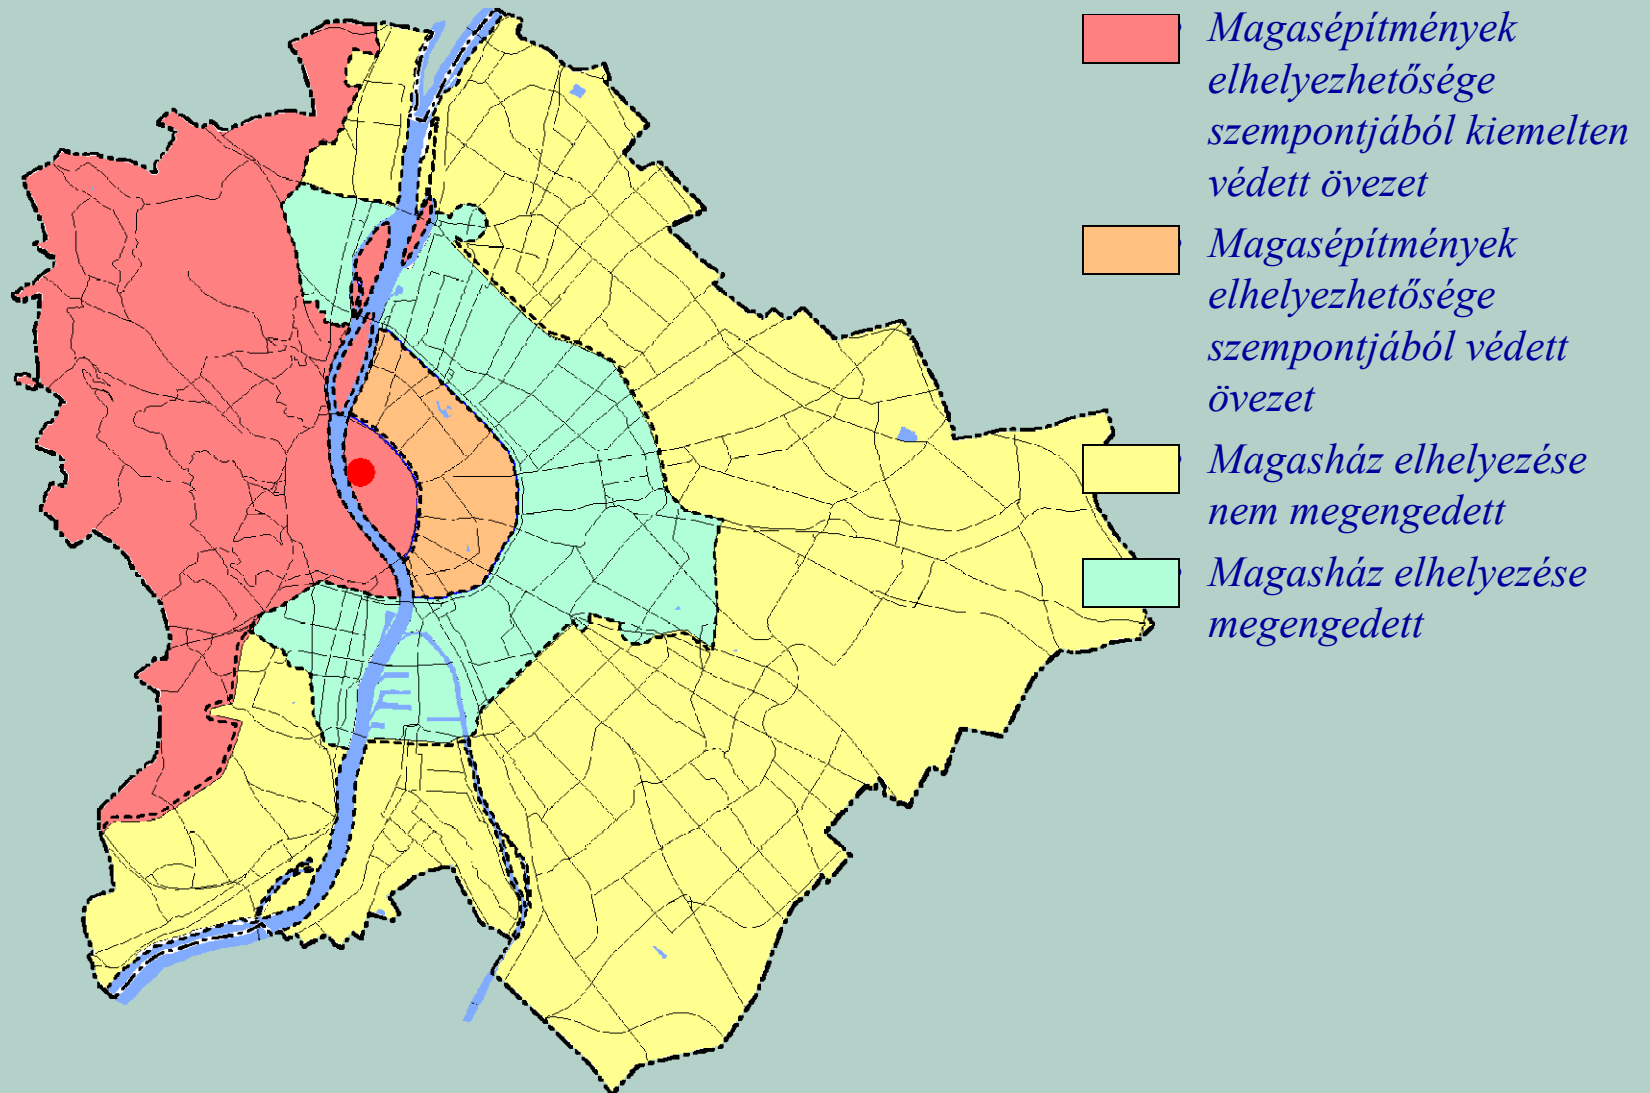 Magasépítmények
elhelyezhetősége
szempontjából kiemelten
védett övezet
Magasépítmények
elhelyezhetősége
szempontjából védett
övezet
Magasház elhelyezése
nem megengedett
Magasház elhelyezése
megengedett